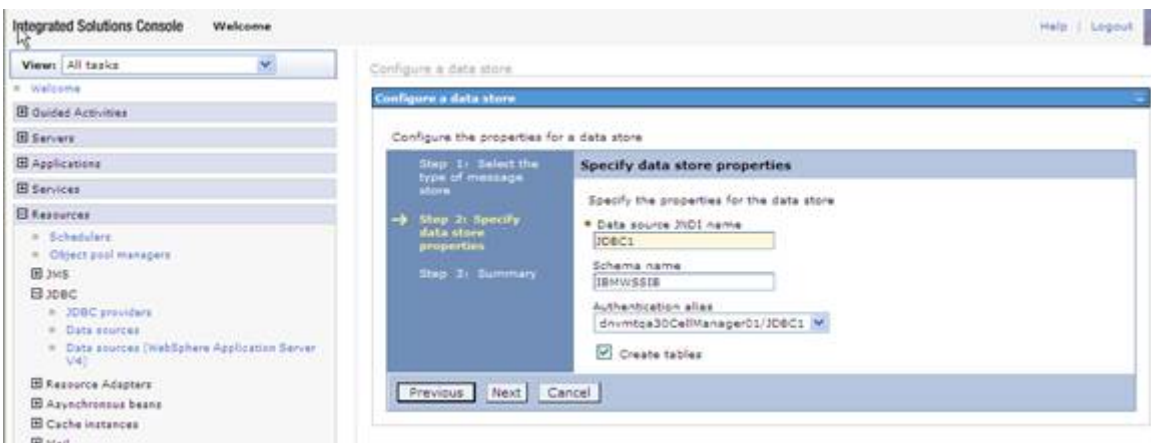 Integrated Solutions Console Welcome
Help | Logout
View: All tasks
Welcome
Guided Activities
Servers
Applications
Services
Resources
Schedulers
Object pool managers
JMS
JDBC
JDBC providers
Data sources
Data sources (WebSphere Application Server
V4)
Resource Adapters
Asynchronous beans
Cache instances
Mail
Configure a data store
Configure a data store
Configure the properties for a data store
Step 1: Select the
type of message
store
Step 2: Specify
data store
properties
Step 3: Summary
Specify data store properties
Specify the properties for the data store
Data source JNDI name
JDBC1
Schema name
IBMWSSIB
Authentication alias
dnvmtqa30CellManager01/JDBC1
Create tables
Previous Next Cancel